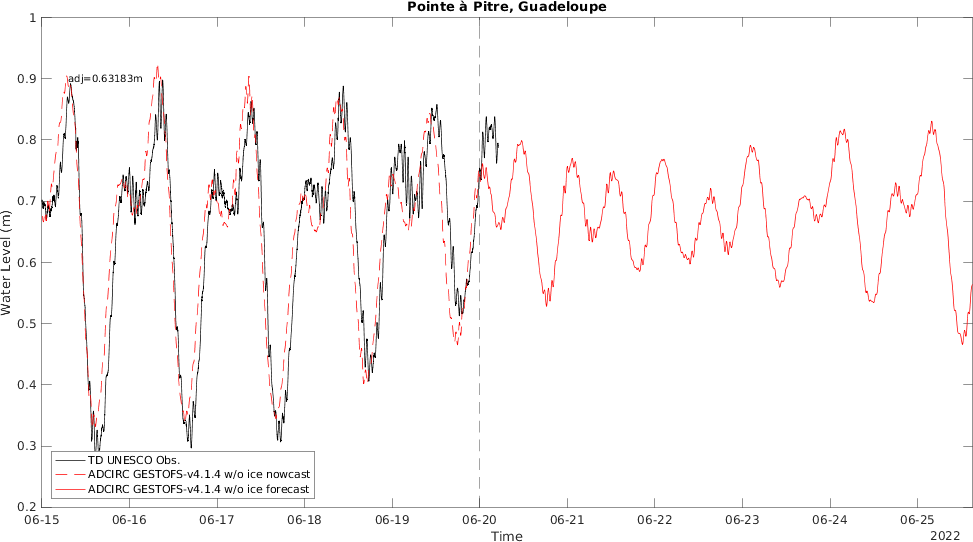 Pointe à Pitre, Guadeloupe
1
0.9
adj=0.63183m
0.8
0.7
0.6
0.5
0.4
0.3
0.2
Water Level (m)
TD UNESCO Obs.
ADCIRC GESTOFS-v4.1.4 w/o ice nowcast
ADCIRC GESTOFS-v4.1.4 w/o ice forecast
06-15 06-16 06-17 06-18 06-19 06-20 06-21 06-22 06-23 06-24 06-25
Time 2022